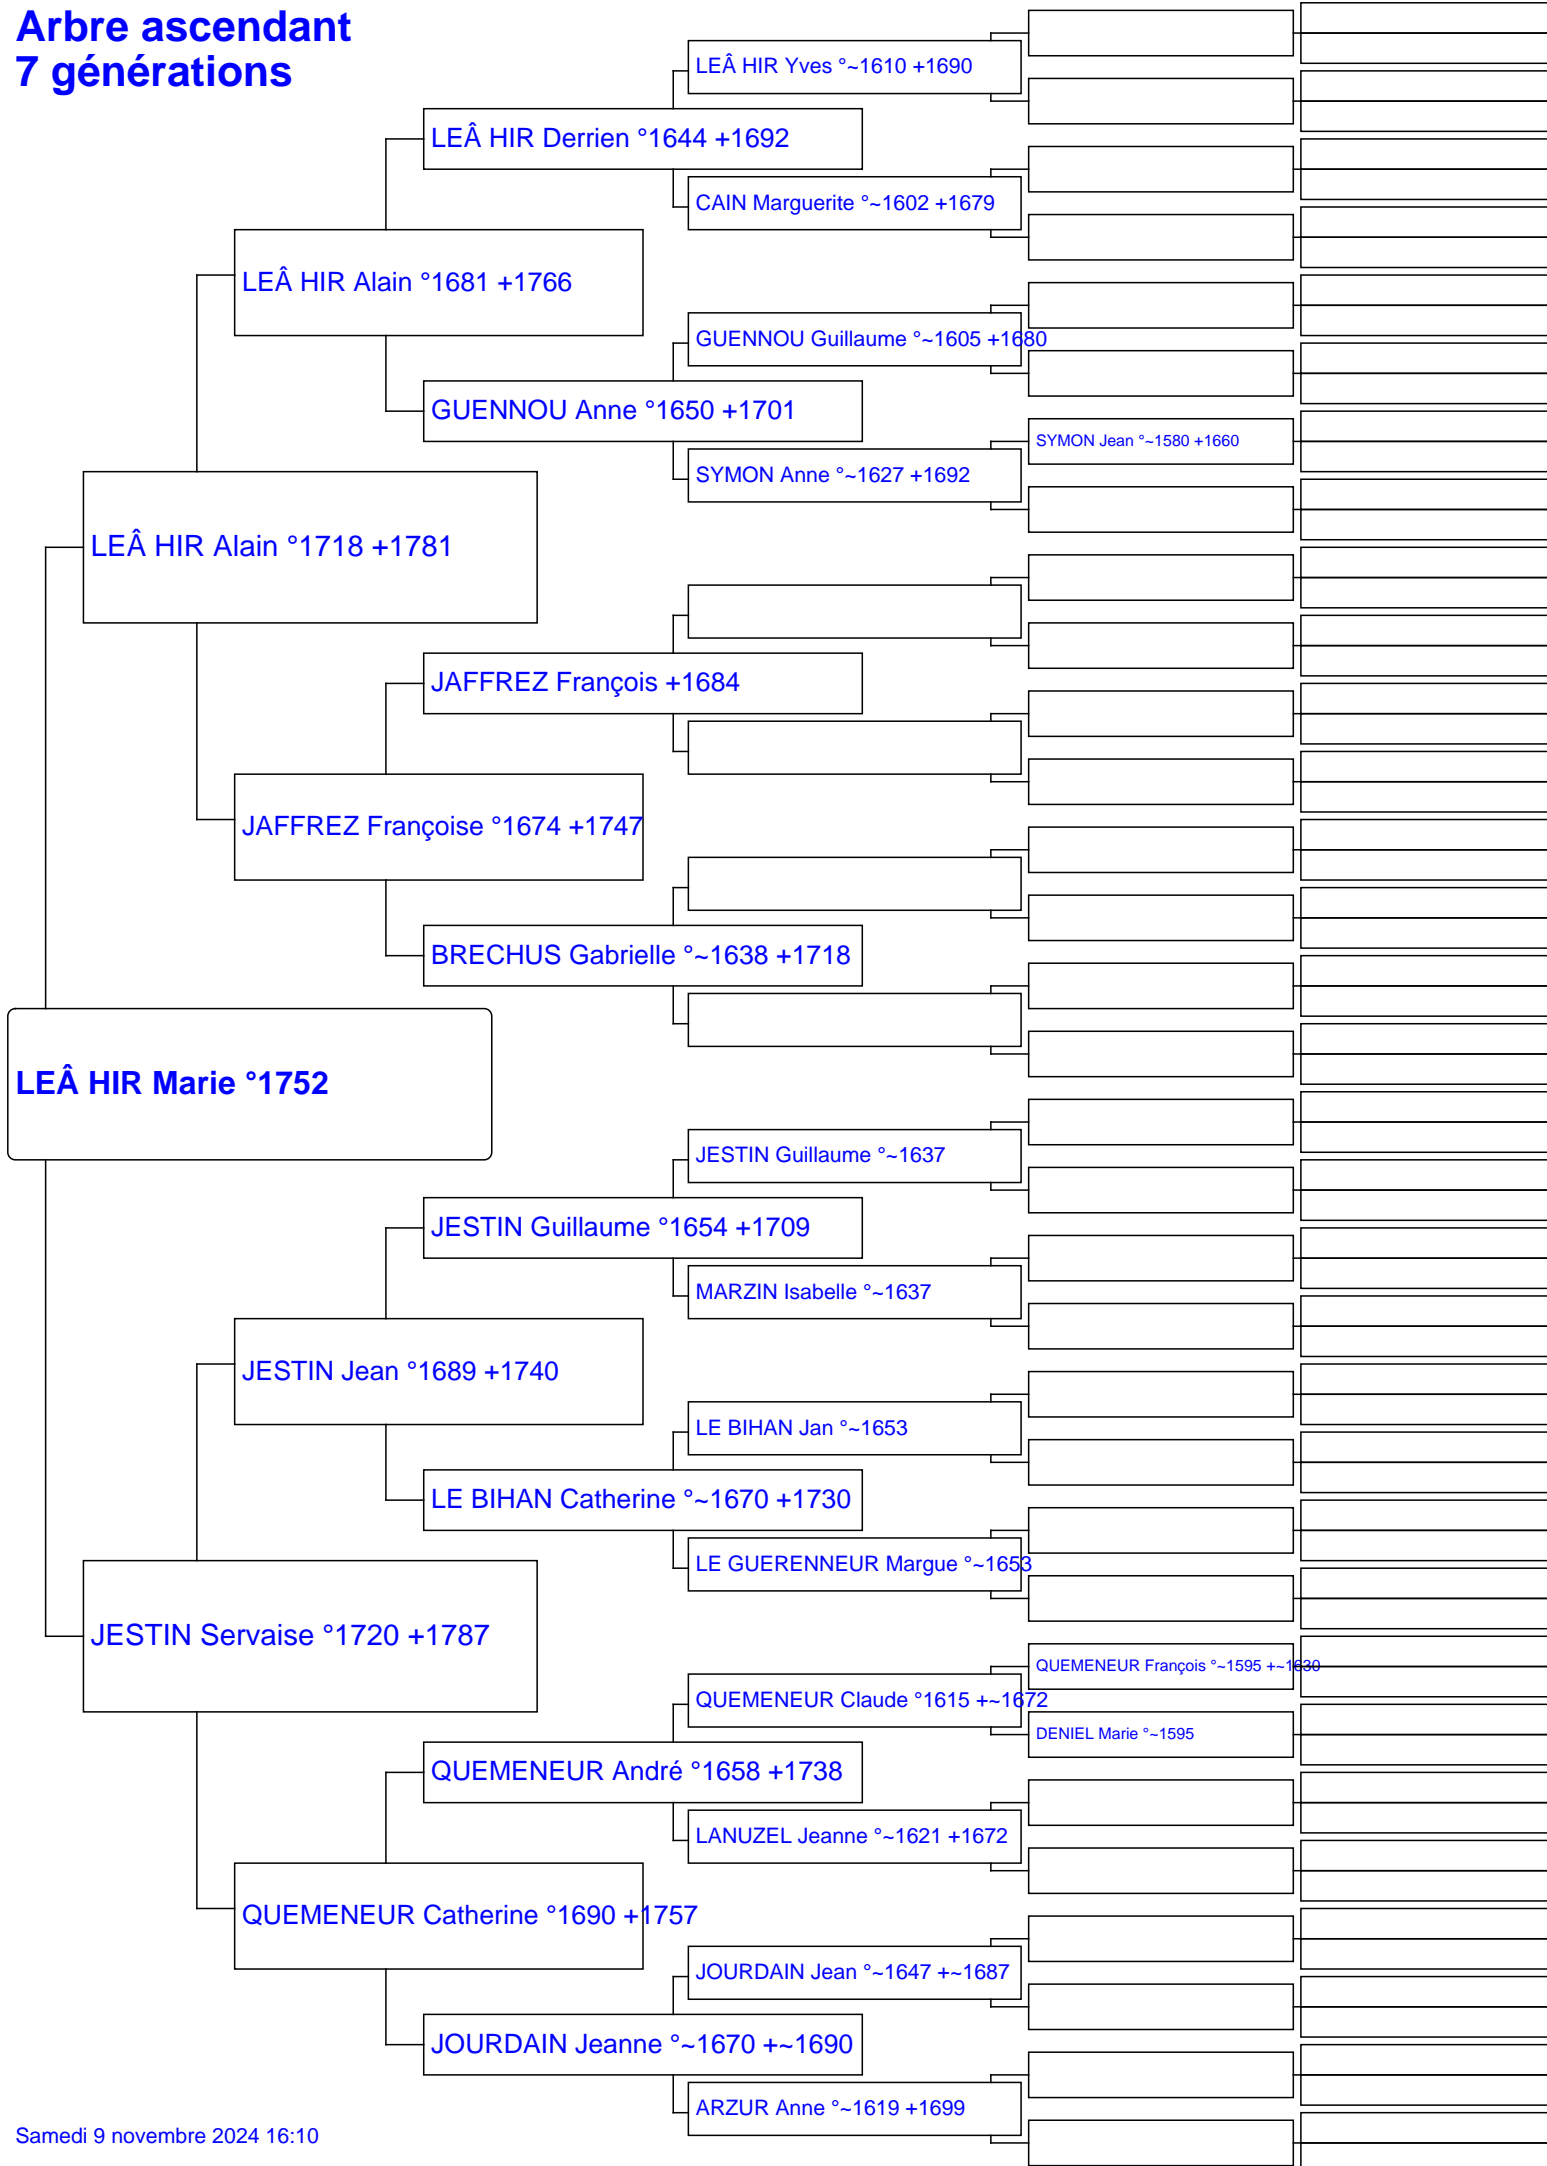 Arbre ascendant
7 générations
LEÂ HIR Yves °~1610 +1690
LEÂ HIR Derrien °1644 +1692
CAIN Marguerite °~1602 +1679
LEÂ HIR Alain °1681 +1766
GUENNOU Guillaume °~1605 +1680
GUENNOU Anne °1650 +1701
SYMON Jean °~1580 +1660
SYMON Anne °~1627 +1692
LEÂ HIR Alain °1718 +1781
JAFFREZ François +1684
JAFFREZ Françoise °1674 +1747
BRECHUS Gabrielle °~1638 +1718
LEÂ HIR Marie °1752
JESTIN Guillaume °~1637
JESTIN Guillaume °1654 +1709
MARZIN Isabelle °~1637
JESTIN Jean °1689 +1740
LE BIHAN Jan °~1653
LE BIHAN Catherine °~1670 +1730
LE GUERENNEUR Margue °~1653
JESTIN Servaise °1720 +1787
QUEMENEUR François °~1595 +~1630
QUEMENEUR Claude °1615 +~1672
DENIEL Marie °~1595
QUEMENEUR André °1658 +1738
LANUZEL Jeanne °~1621 +1672
QUEMENEUR Catherine °1690 +1757
JOURDAIN Jean °~1647 +~1687
JOURDAIN Jeanne °~1670 +~1690
ARZUR Anne °~1619 +1699
Samedi 9 novembre 2024 16:10